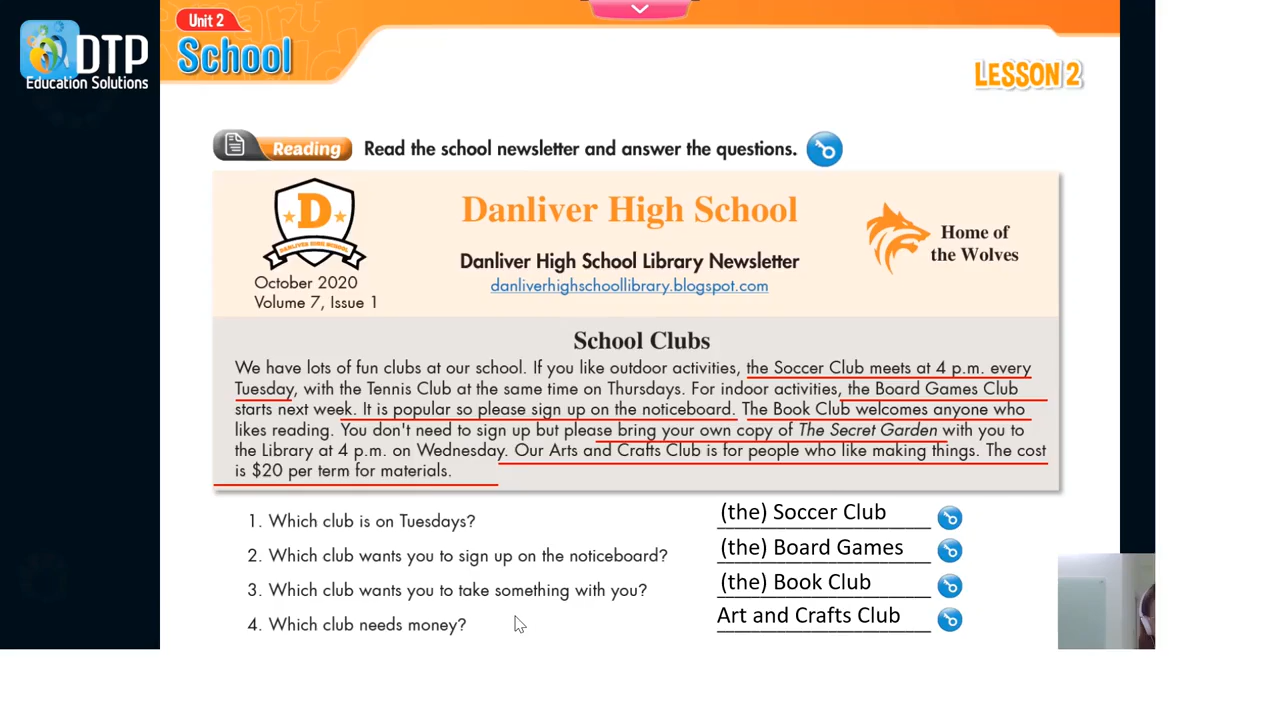 DTP
Education Solutions
Unit 2
School
LESSON 2
Reading
Read the school newsletter and answer the questions.
D
DANLIVER HIGH SCHOOL
October 2020
Volume 7, Issue 1
Danliver High School
Danliver High School Library Newsletter
danliverhighschoollibrary.blogspot.com
Home of
the Wolves
School Clubs
We have lots of fun clubs at our school. If you like outdoor activities, the Soccer Club meets at 4 p.m. every
Tuesday, with the Tennis Club at the same time on Thursdays. For indoor activities, the Board Games Club
starts next week. It is popular so please sign up on the noticeboard. The Book Club welcomes anyone who
likes reading. You don't need to sign up but please bring your own copy of The Secret Garden with you to
the Library at 4 p.m. on Wednesday. Our Arts and Crafts Club is for people who like making things. The cost
is $20 per term for materials.
1. Which club is on Tuesdays? (the) Soccer Club
2. Which club wants you to sign up on the noticeboard? (the) Board Games
3. Which club wants you to take something with you? (the) Book Club
4. Which club needs money? Art and Crafts Club